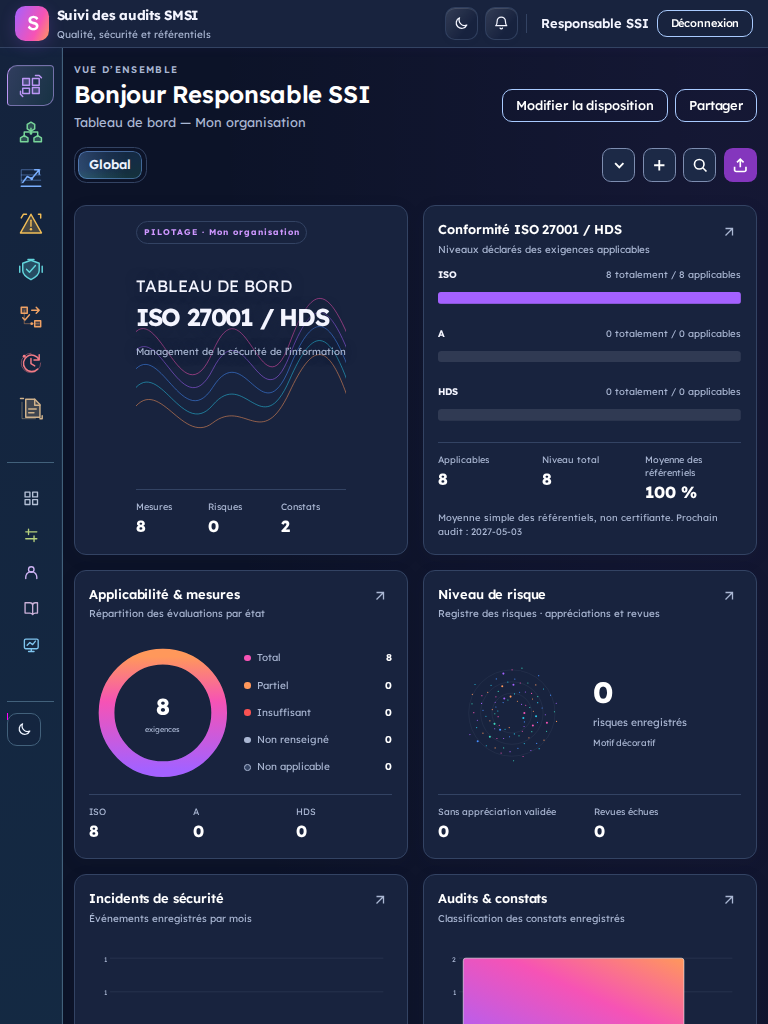 S
Suivi des audits SMSI
Qualité, sécurité et référentiels
Responsable SSI
Déconnexion
VUE D'ENSEMBLE
Bonjour Responsable SSI
Tableau de bord — Mon organisation
Modifier la disposition
Partager
Global
PILOTAGE · Mon organisation
TABLEAU DE BORD
ISO 27001 / HDS
Management de la sécurité de l'information
Mesures
8
Risques
0
Constats
2
Conformité ISO 27001 / HDS
Niveaux déclarés des exigences applicables
ISO
8 totalement / 8 applicables
A
0 totalement / 0 applicables
HDS
0 totalement / 0 applicables
Applicables
8
Niveau total
8
Moyenne des
référentiels
100 %
Moyenne simple des référentiels, non certifiante. Prochain
audit : 2027-05-03
Applicabilité & mesures
Répartition des évaluations par état
8
exigences
Total 8
Partiel 0
Insuffisant 0
Non renseigné 0
Non applicable 0
ISO
8
A
0
HDS
0
Niveau de risque
Registre des risques · appréciations et revues
0
risques enregistrés
Motif décoratif
Sans appréciation validée
0
Revues échues
0
Incidents de sécurité
Événements enregistrés par mois
1
1
Audits & constats
Classification des constats enregistrés
2
1